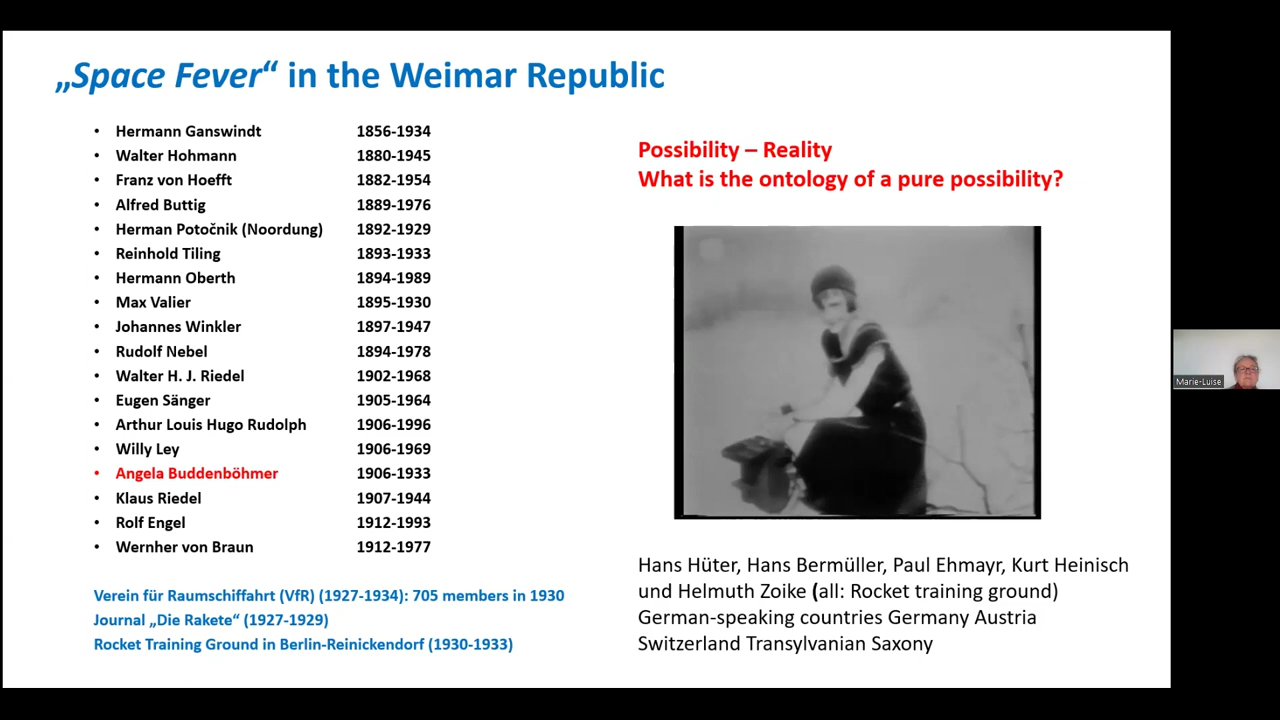 „Space Fever“ in the Weimar Republic
• Hermann Ganswindt 1856-1934
• Walter Hohmann 1880-1945
• Franz von Hoefft 1882-1954
• Alfred Buttig 1889-1976
• Herman Potočnik (Noordung) 1892-1929
• Reinhold Tiling 1893-1933
• Hermann Oberth 1894-1989
• Max Valier 1895-1930
• Johannes Winkler 1897-1947
• Rudolf Nebel 1894-1978
• Walter H. J. Riedel 1902-1968
• Eugen Sänger 1905-1964
• Arthur Louis Hugo Rudolph 1906-1996
• Willy Ley 1906-1969
• Angela Buddenböhmer 1906-1933
• Klaus Riedel 1907-1944
• Rolf Engel 1912-1993
• Wernher von Braun 1912-1977
Verein für Raumschiffahrt (VfR) (1927-1934): 705 members in 1930
Journal „Die Rakete“ (1927-1929)
Rocket Training Ground in Berlin-Reinickendorf (1930-1933)
Possibility – Reality
What is the ontology of a pure possibility?
Hans Hüter, Hans Bermüller, Paul Ehmayr, Kurt Heinisch
und Helmuth Zoike (all: Rocket training ground)
German-speaking countries Germany Austria
Switzerland Transylvanian Saxony
Marie-Luise